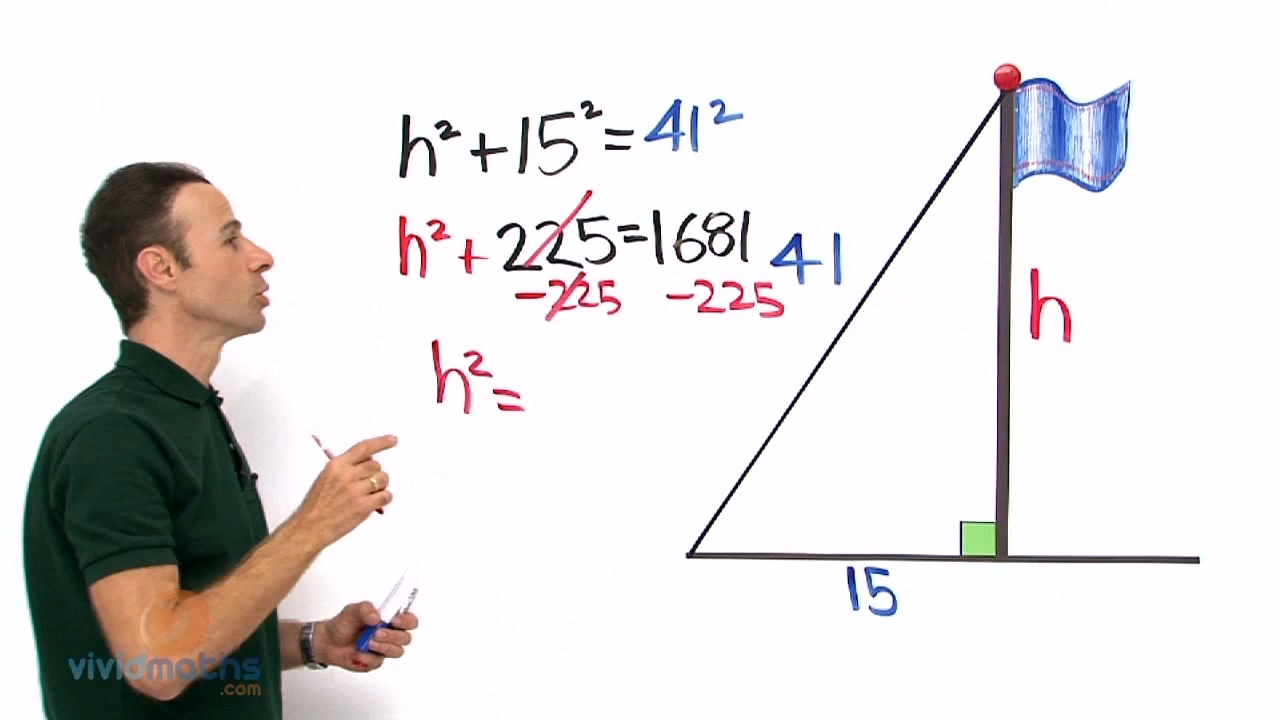 h² + 15² = 41²
h² + 225 = 1681
-225 -225
h² =
41
h
15
vividmaths
.com